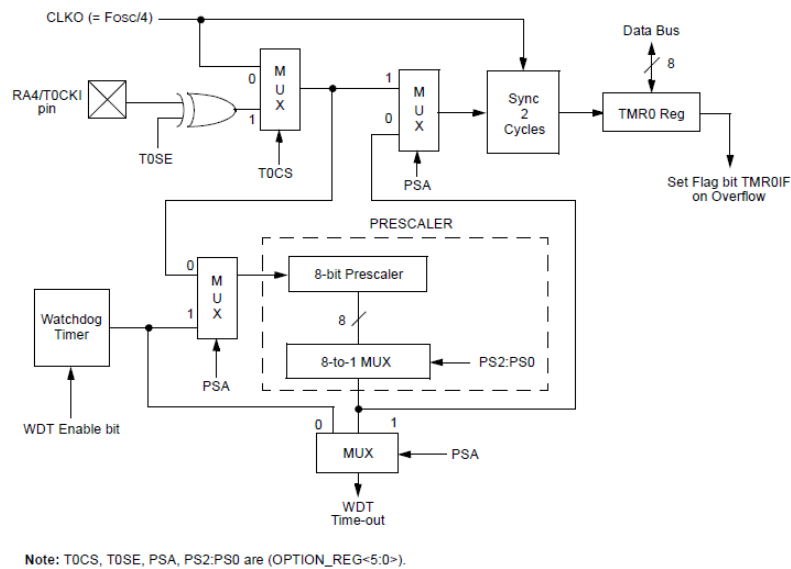 CLKO (= Fosc/4)
Data Bus
8
0
M
U
X
1
RA4/T0CKI
pin
T0SE
T0CS
1
0
M
U
X
PSA
Sync
2
Cycles
TMR0 Reg
Set Flag bit TMR0IF
on Overflow
PRESCALER
0
1
M
U
X
PSA
8-bit Prescaler
8
8-to-1 MUX
PS2:PS0
Watchdog
Timer
WDT Enable bit
0
1
MUX
PSA
WDT
Time-out
Note: T0CS, T0SE, PSA, PS2:PS0 are (OPTION_REG<5:0>).